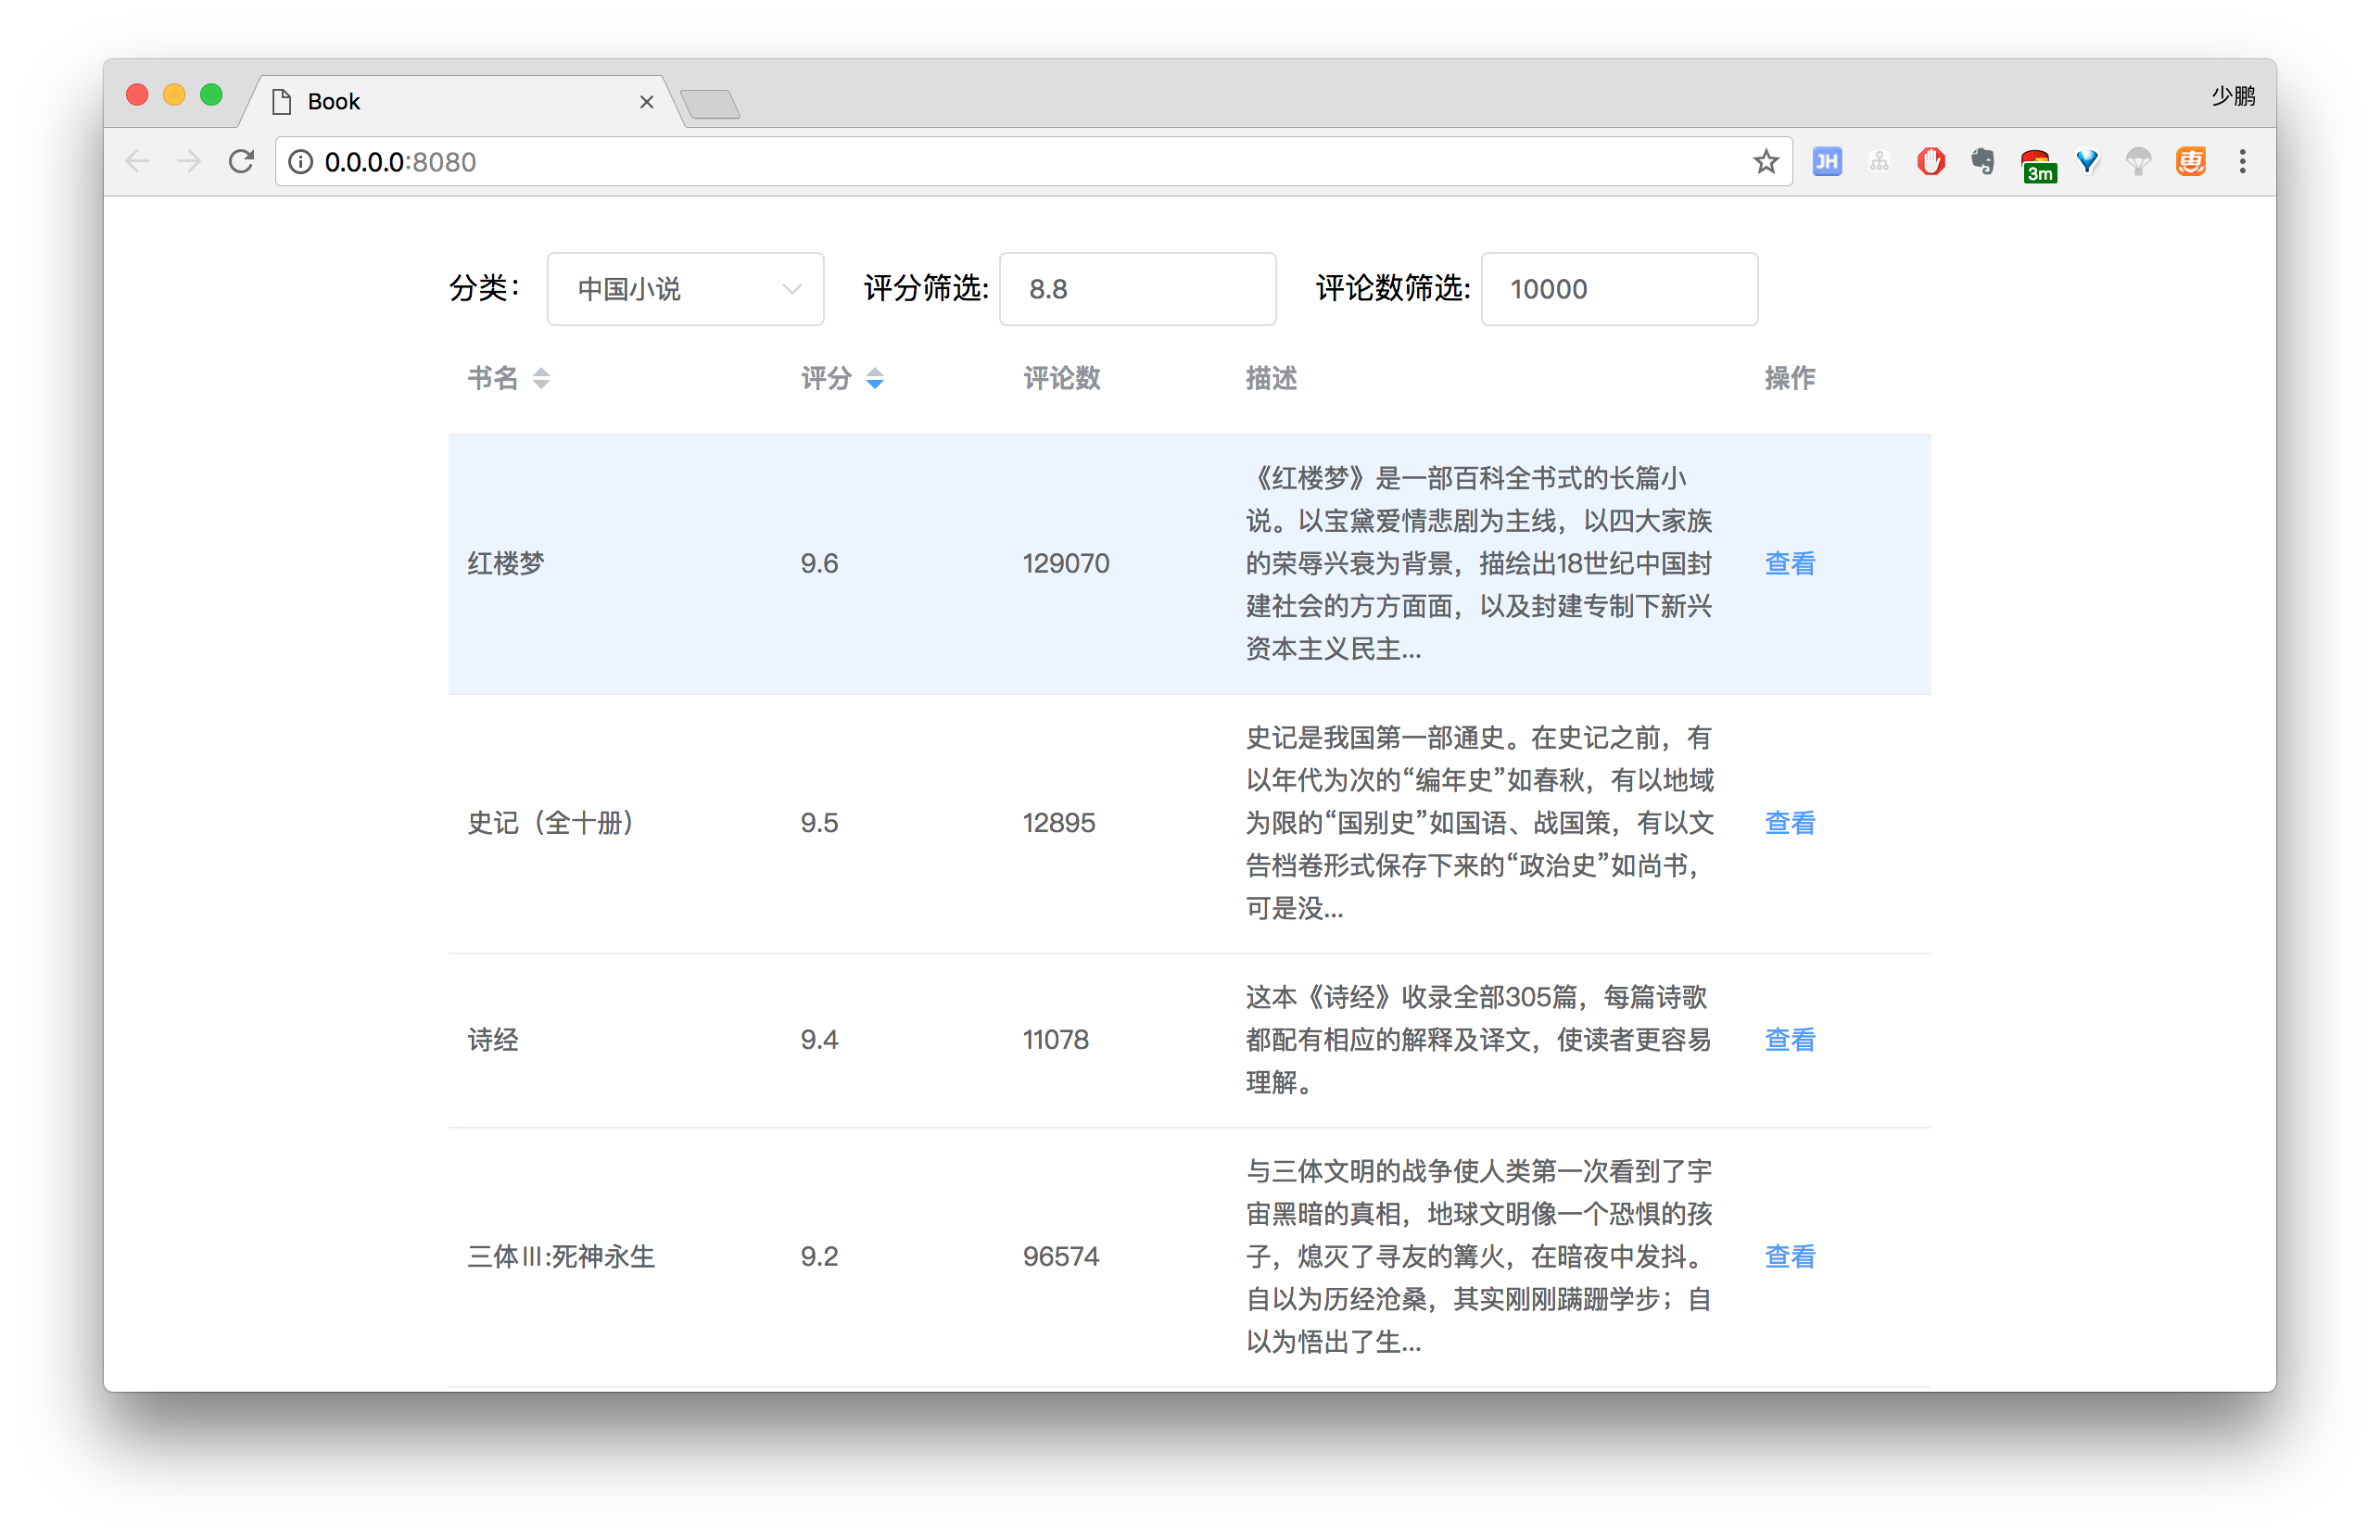 Book
少鹏
0.0.0.0:8080
JH
3m
惠
分类：
中国小说
评分筛选:
8.8
评论数筛选:
10000
书名 评分 评论数 描述 操作
红楼梦 9.6 129070
《红楼梦》是一部百科全书式的长篇小
说。以宝黛爱情悲剧为主线，以四大家族
的荣辱兴衰为背景，描绘出18世纪中国封
建社会的方方面面，以及封建专制下新兴
资本主义民主...
查看
史记（全十册） 9.5 12895
史记是我国第一部通史。在史记之前，有
以年代为次的“编年史”如春秋，有以地域
为限的“国别史”如国语、战国策，有以文
告档卷形式保存下来的“政治史”如尚书，
可是没...
查看
诗经 9.4 11078
这本《诗经》收录全部305篇，每篇诗歌
都配有相应的解释及译文，使读者更容易
理解。
查看
三体Ⅲ:死神永生 9.2 96574
与三体文明的战争使人类第一次看到了宇
宙黑暗的真相，地球文明像一个恐惧的孩
子，熄灭了寻友的篝火，在暗夜中发抖。
自以为历经沧桑，其实刚刚蹒跚学步；自
以为悟出了生...
查看